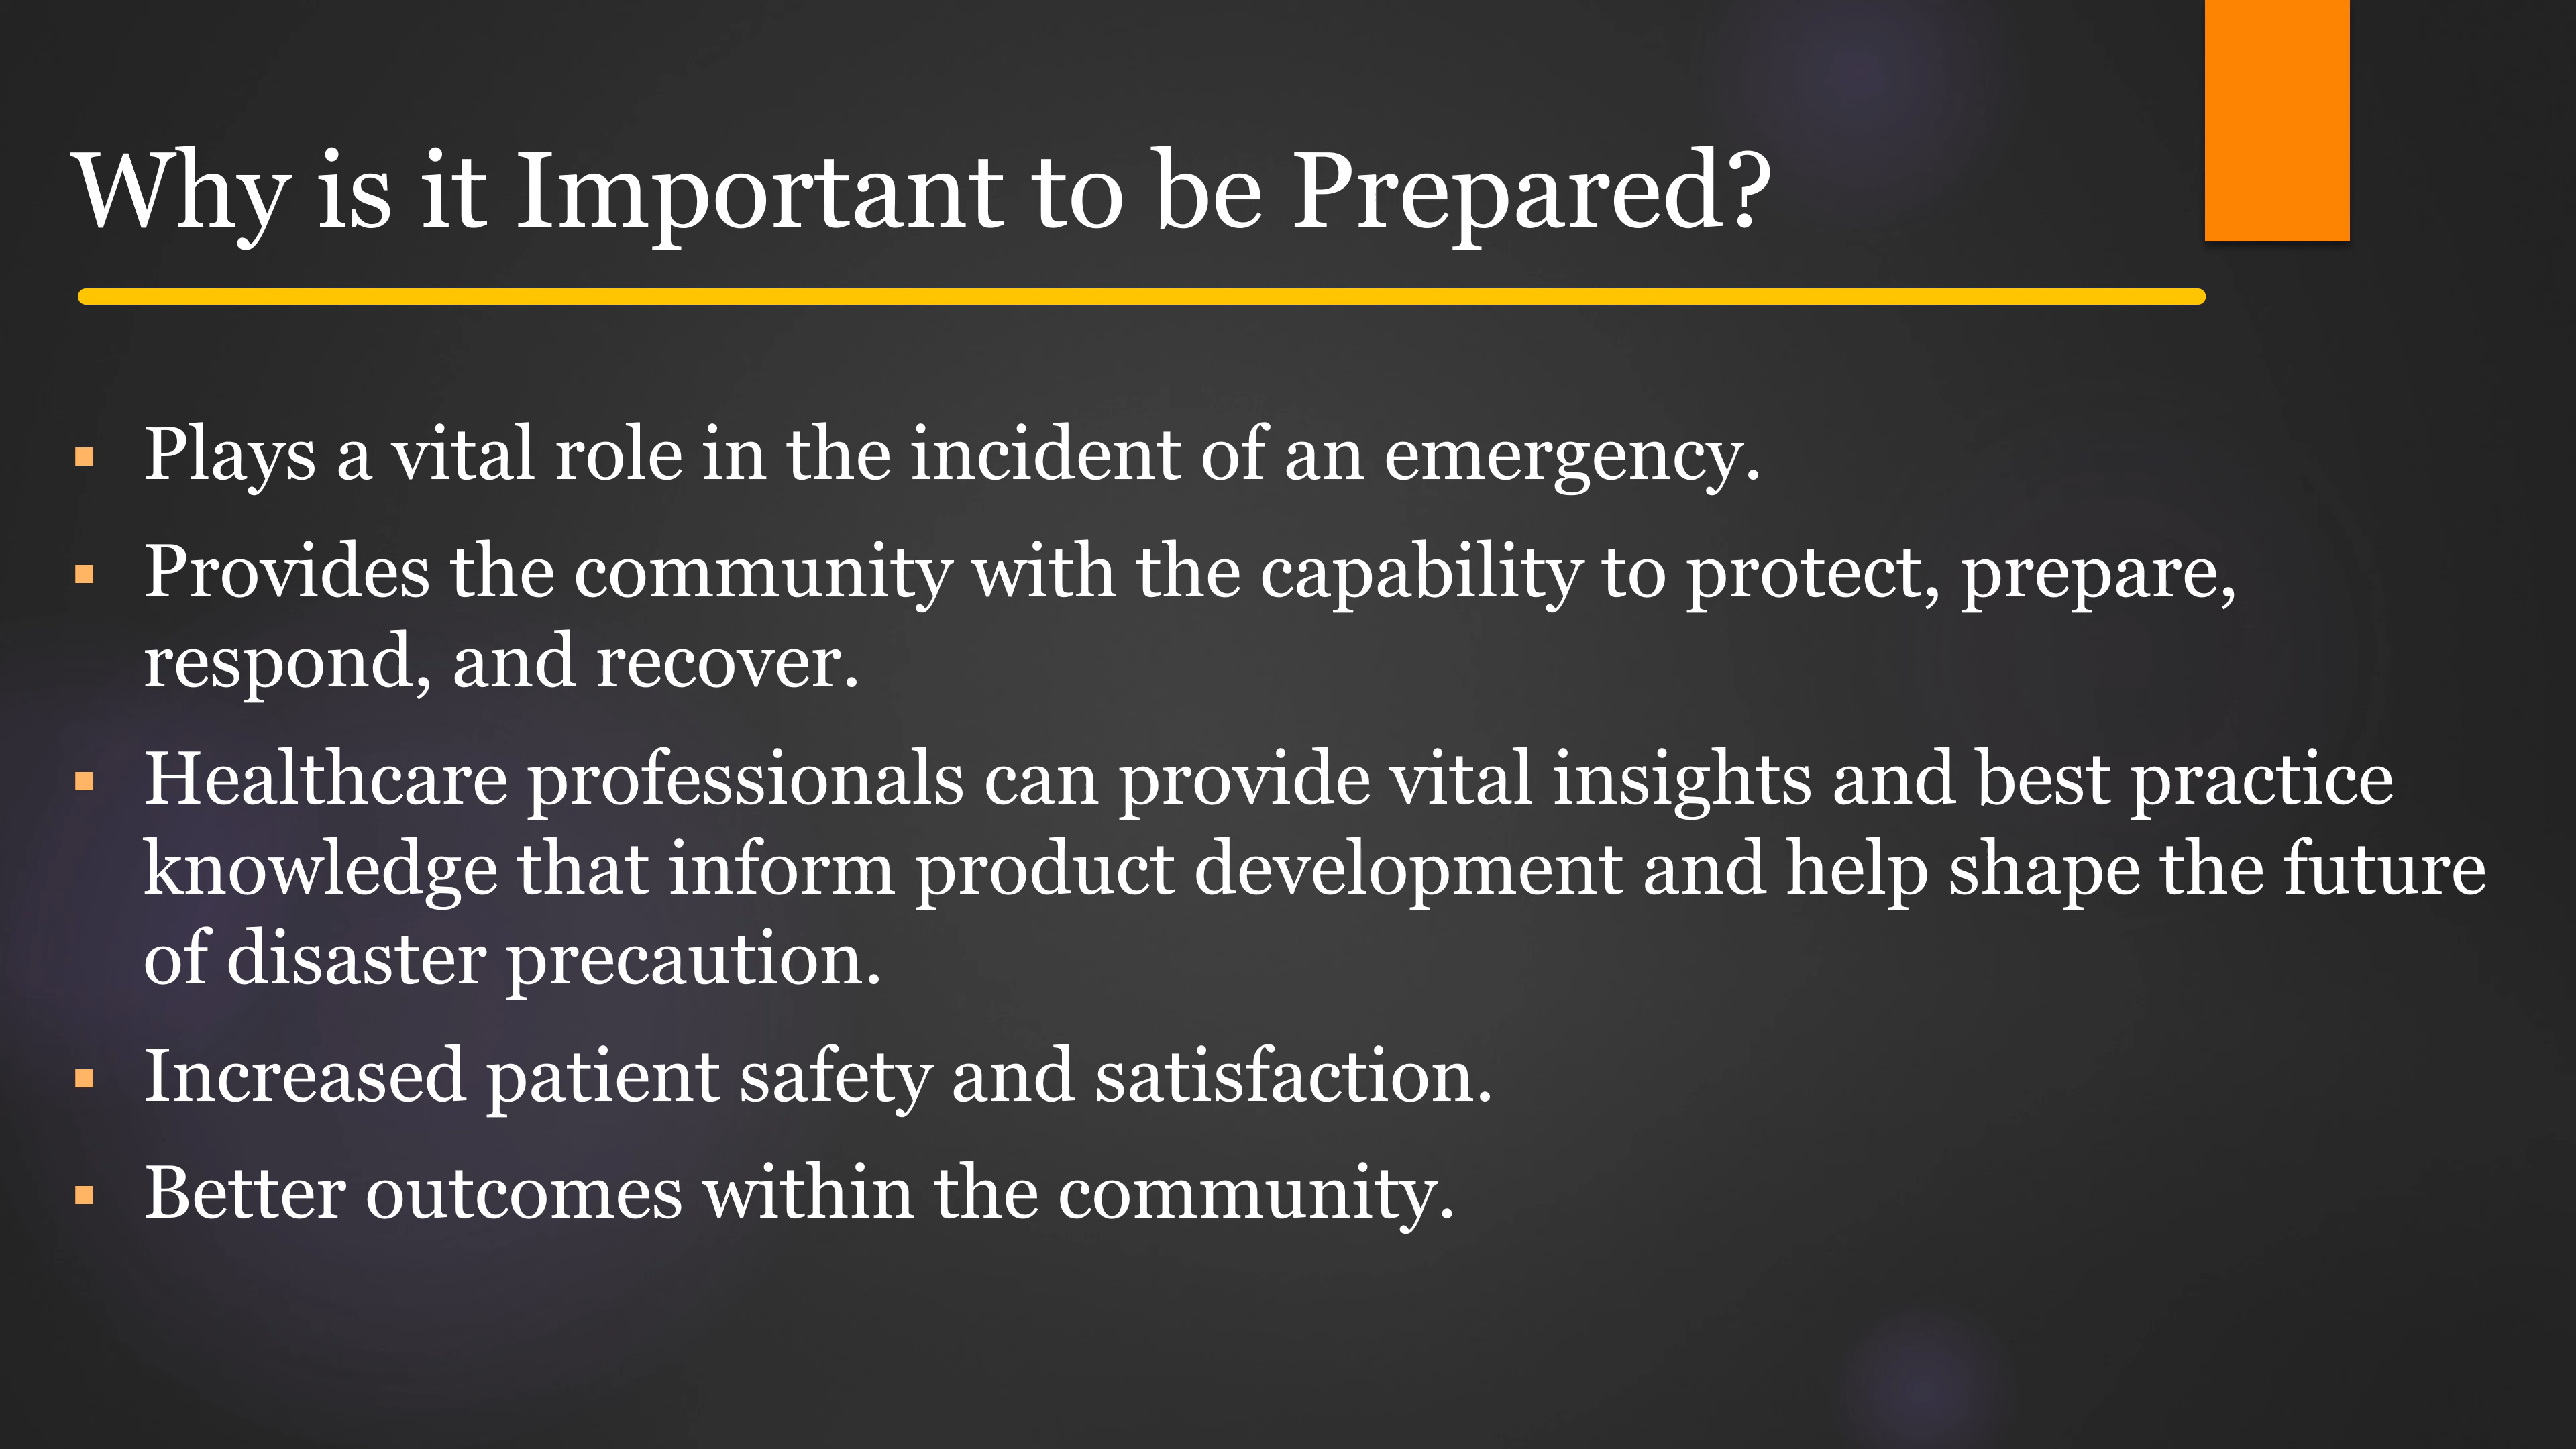 Why is it Important to be Prepared?
▪ Plays a vital role in the incident of an emergency.
▪ Provides the community with the capability to protect, prepare,
respond, and recover.
▪ Healthcare professionals can provide vital insights and best practice
knowledge that inform product development and help shape the future
of disaster precaution.
▪ Increased patient safety and satisfaction.
▪ Better outcomes within the community.